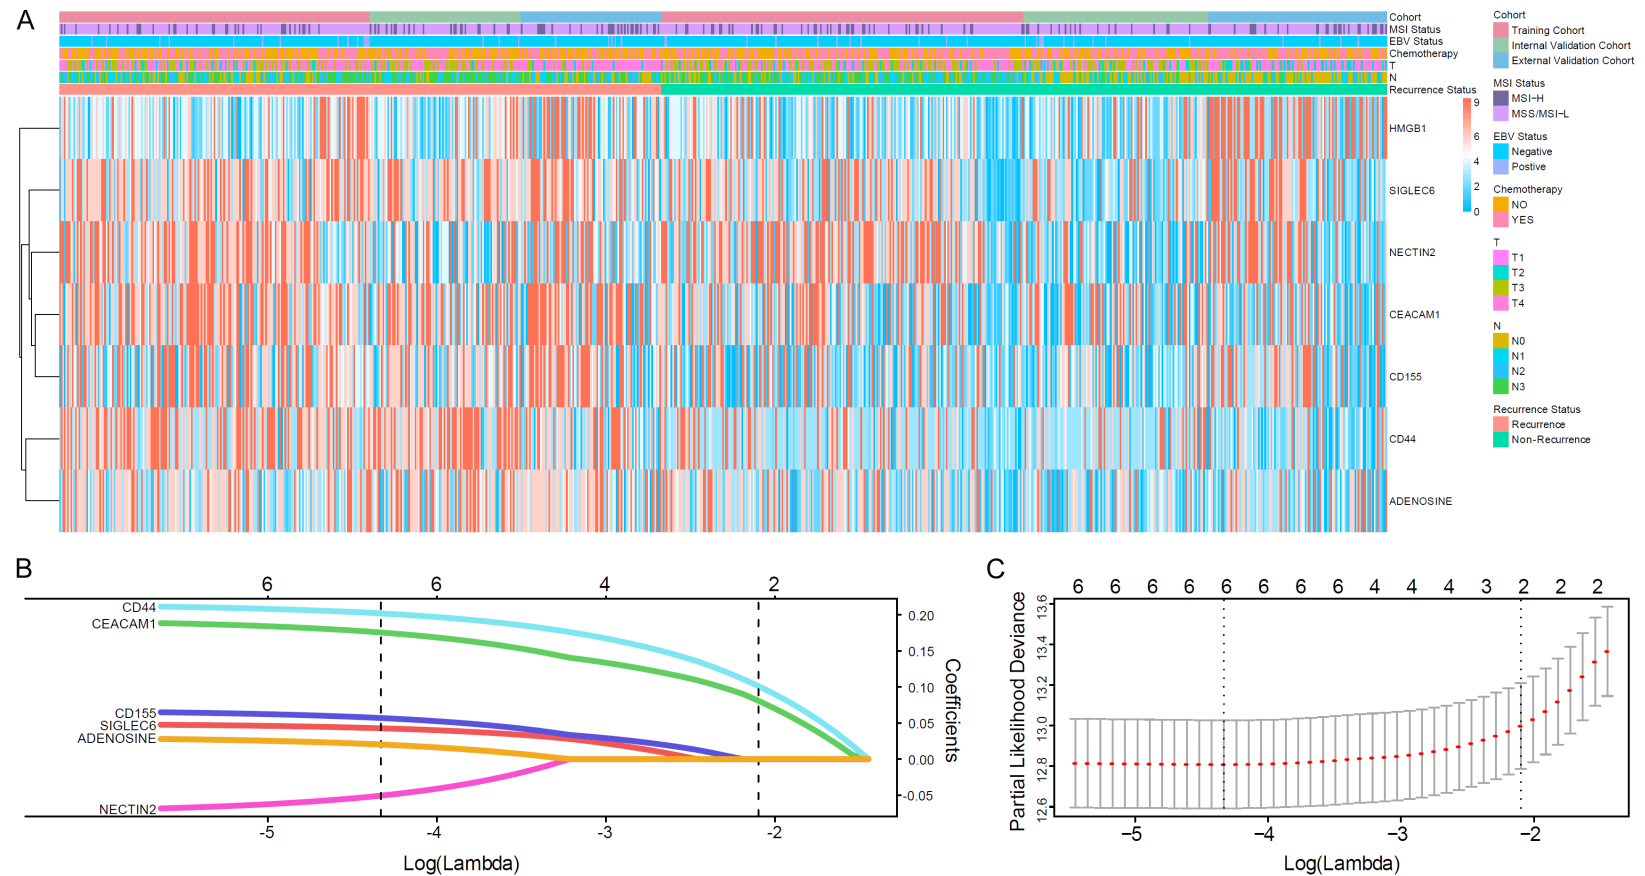 A
Cohort
MSI Status
EBV Status
Chemotherapy
T
N
Recurrence Status
9
6
4
2
0
HMGB1
SIGLEC6
NECTIN2
CEACAM1
CD155
CD44
ADENOSINE
Cohort
Training Cohort
Internal Validation Cohort
External Validation Cohort
MSI Status
MSI-H
MSS/MSI-L
EBV Status
Negative
Postive
Chemotherapy
NO
YES
T
T1
T2
T3
T4
N
N0
N1
N2
N3
Recurrence Status
Recurrence
Non-Recurrence
B
6 6 4 2
CD44
CEACAM1
CD155
SIGLEC6
ADENOSINE
NECTIN2
0.20
0.15
0.10
0.05
0.00
-0.05
Coefficients
-5 -4 -3 -2
Log(Lambda)
C
6 6 6 6 6 6 6 6 4 4 4 3 2 2 2
Partial Likelihood Deviance
13.6
13.4
13.2
13.0
12.8
12.6
−5 −4 −3 −2
Log(Lambda)